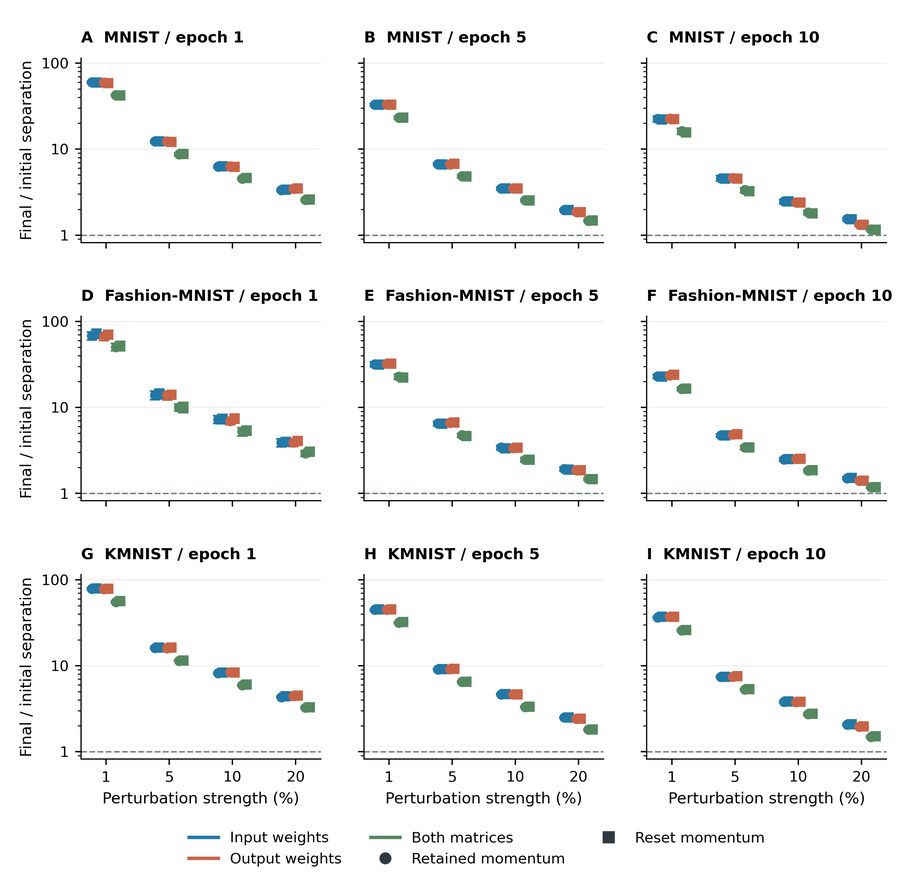 A MNIST / epoch 1
B MNIST / epoch 5
C MNIST / epoch 10
Final / initial separation
100
10
1
D Fashion-MNIST / epoch 1
E Fashion-MNIST / epoch 5
F Fashion-MNIST / epoch 10
Final / initial separation
100
10
1
G KMNIST / epoch 1
H KMNIST / epoch 5
I KMNIST / epoch 10
Final / initial separation
100
10
1
1 5 10 20
1 5 10 20
1 5 10 20
Perturbation strength (%)
Perturbation strength (%)
Perturbation strength (%)
Input weights
Output weights
Both matrices
Retained momentum
Reset momentum